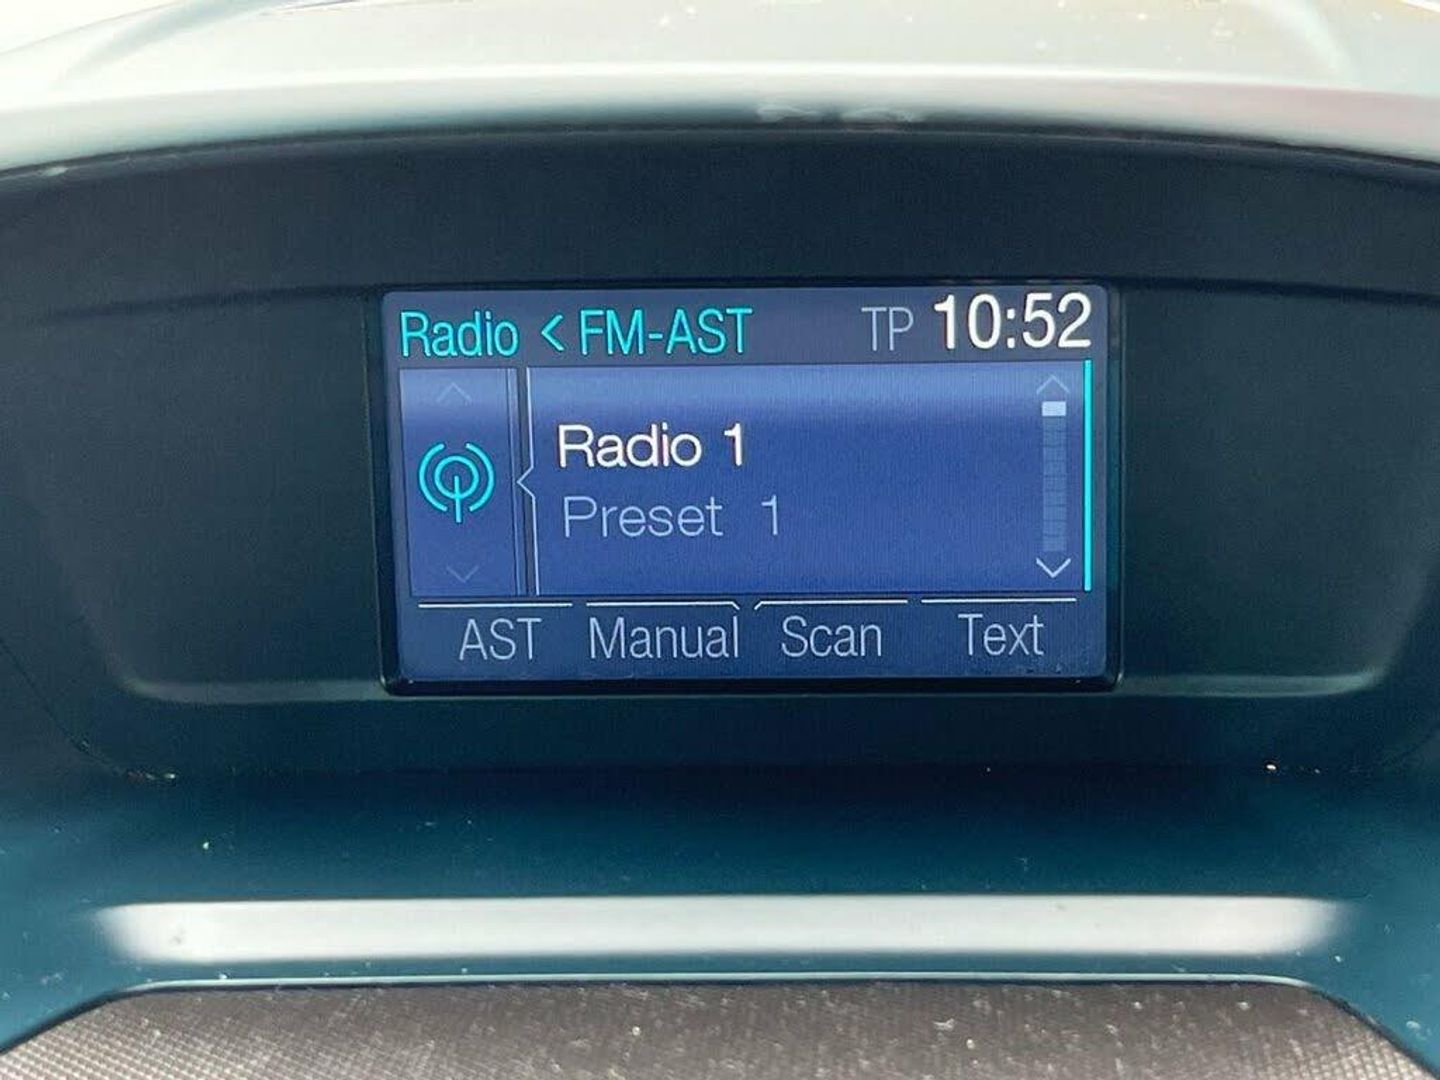 Radio < FM-AST TP 10:52
Radio 1
Preset 1
AST Manual Scan Text